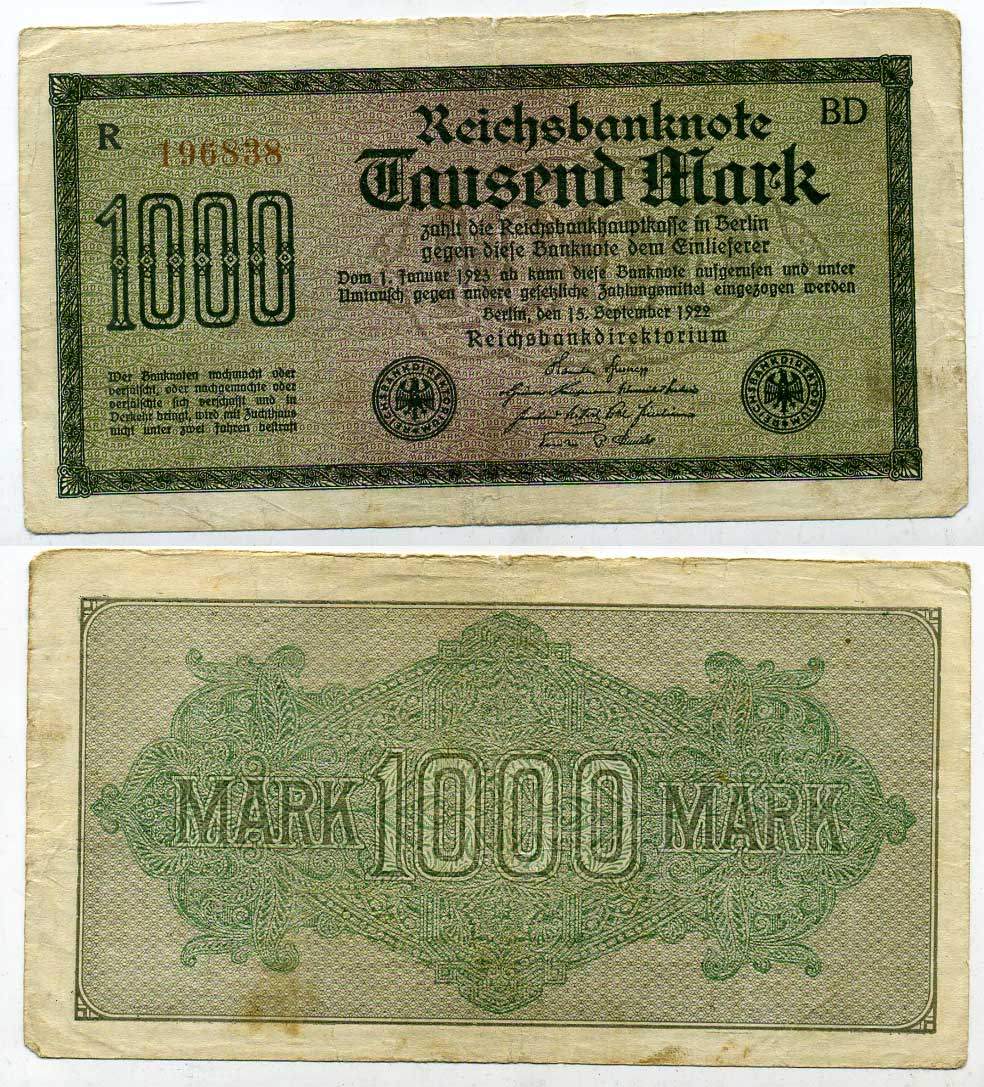 R
196838
1000
BD
Reichsbanknote
Tausend Mark
zahlt die Reichsbankhauptkasse in Berlin
gegen diese Banknote dem Einlieferer
Vom 1. Januar 1923 ab kann diese Banknote aufgerufen und unter
Umtausch gegen andere gesetzliche Zahlungsmittel eingezogen werden
Berlin, den 15. September 1922
Reichsbankdirektorium
Wer Banknoten nachmacht oder
verfälscht, oder nachgemachte oder
verfälschte sich verschafft und in
Verkehr bringt, wird mit Zuchthaus
nicht unter zwei Jahren bestraft
REICHSBANKDIREKTORIUM
REICHSBANKDIREKTORIUM
MARK 1000 MARK